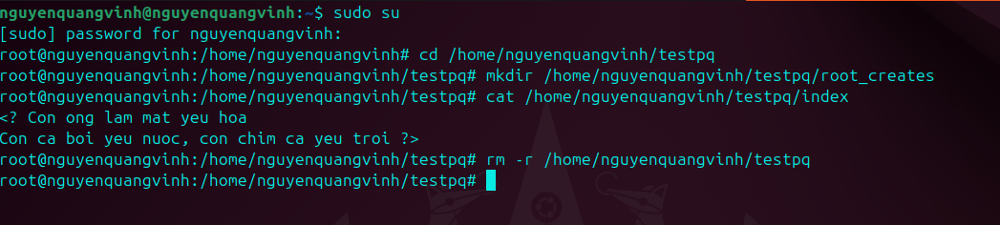 nguyenquangvinh@nguyenquangvinh:~$ sudo su
[sudo] password for nguyenquangvinh:
root@nguyenquangvinh:/home/nguyenquangvinh# cd /home/nguyenquangvinh/testpq
root@nguyenquangvinh:/home/nguyenquangvinh/testpq# mkdir /home/nguyenquangvinh/testpq/root_creates
root@nguyenquangvinh:/home/nguyenquangvinh/testpq# cat /home/nguyenquangvinh/testpq/index
<? Con ong lam mat yeu hoa
Con ca boi yeu nuoc, con chim ca yeu troi ?>
root@nguyenquangvinh:/home/nguyenquangvinh/testpq# rm -r /home/nguyenquangvinh/testpq
root@nguyenquangvinh:/home/nguyenquangvinh/testpq#